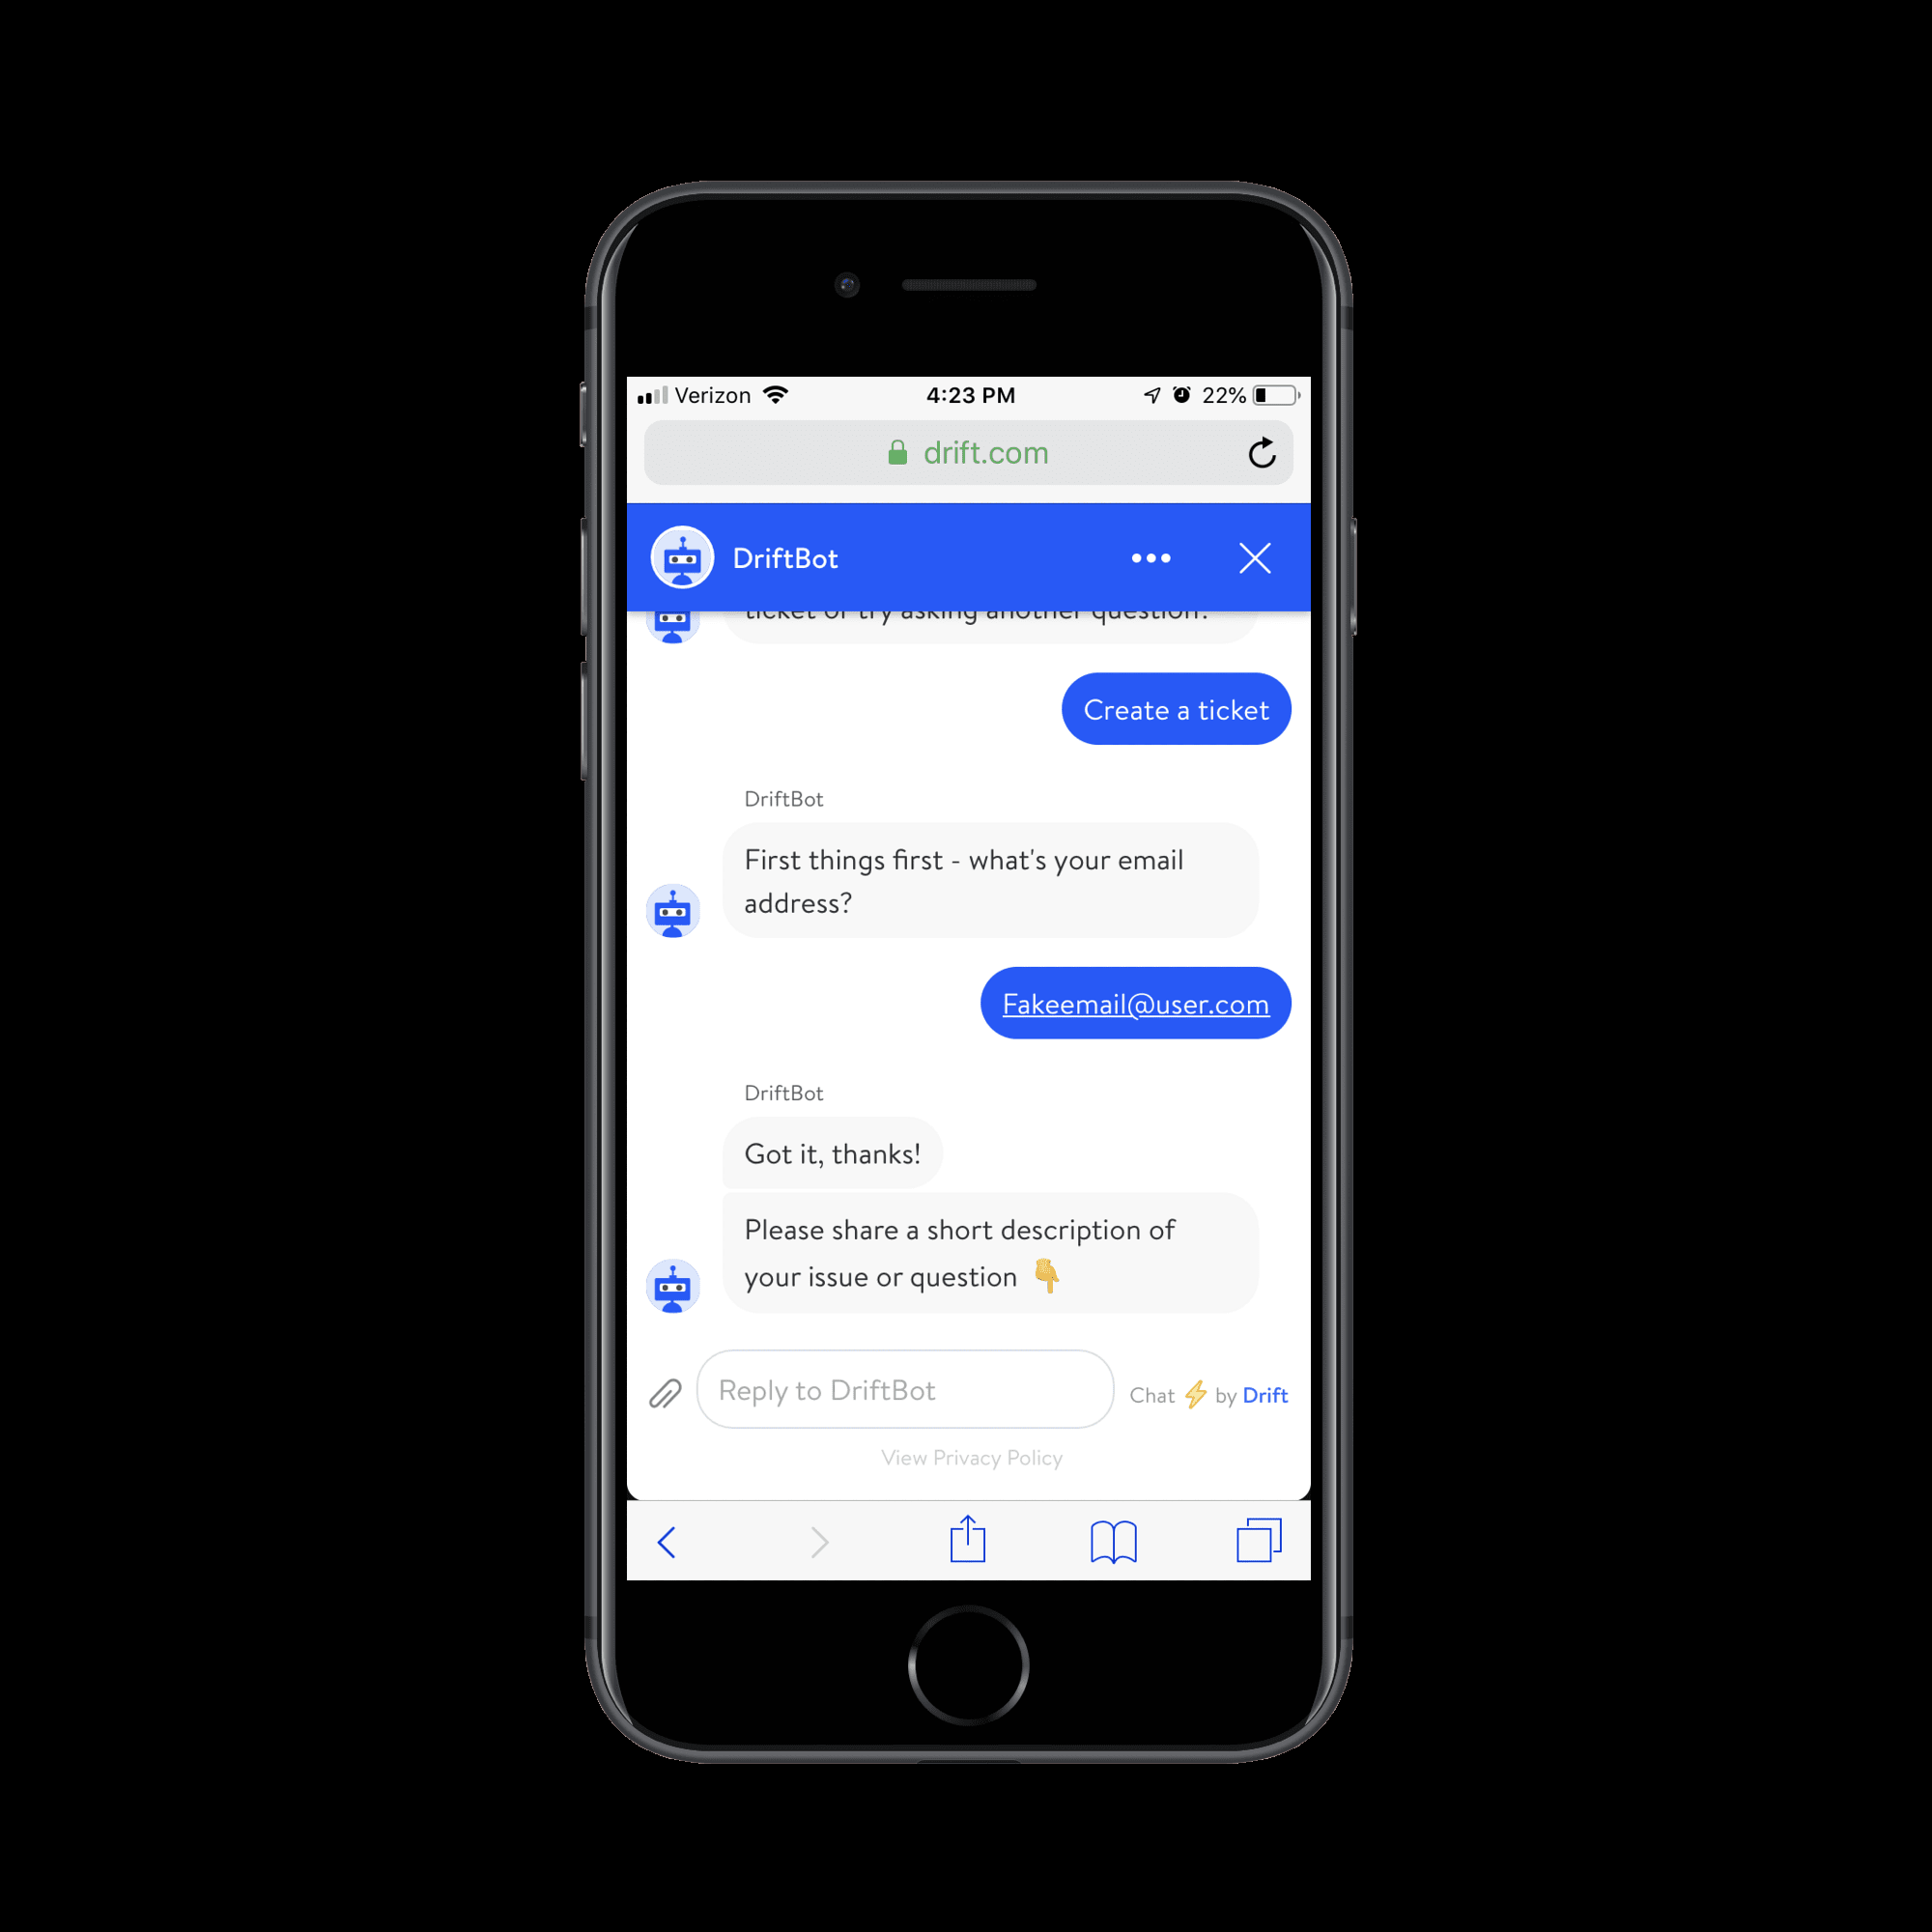 Verizon 4:23 PM 22%
drift.com
DriftBot
ticket or try asking another question?
Create a ticket
DriftBot
First things first - what's your email
address?
Fakeemail@user.com
DriftBot
Got it, thanks!
Please share a short description of
your issue or question 👇
Reply to DriftBot
Chat ⚡ by Drift
View Privacy Policy